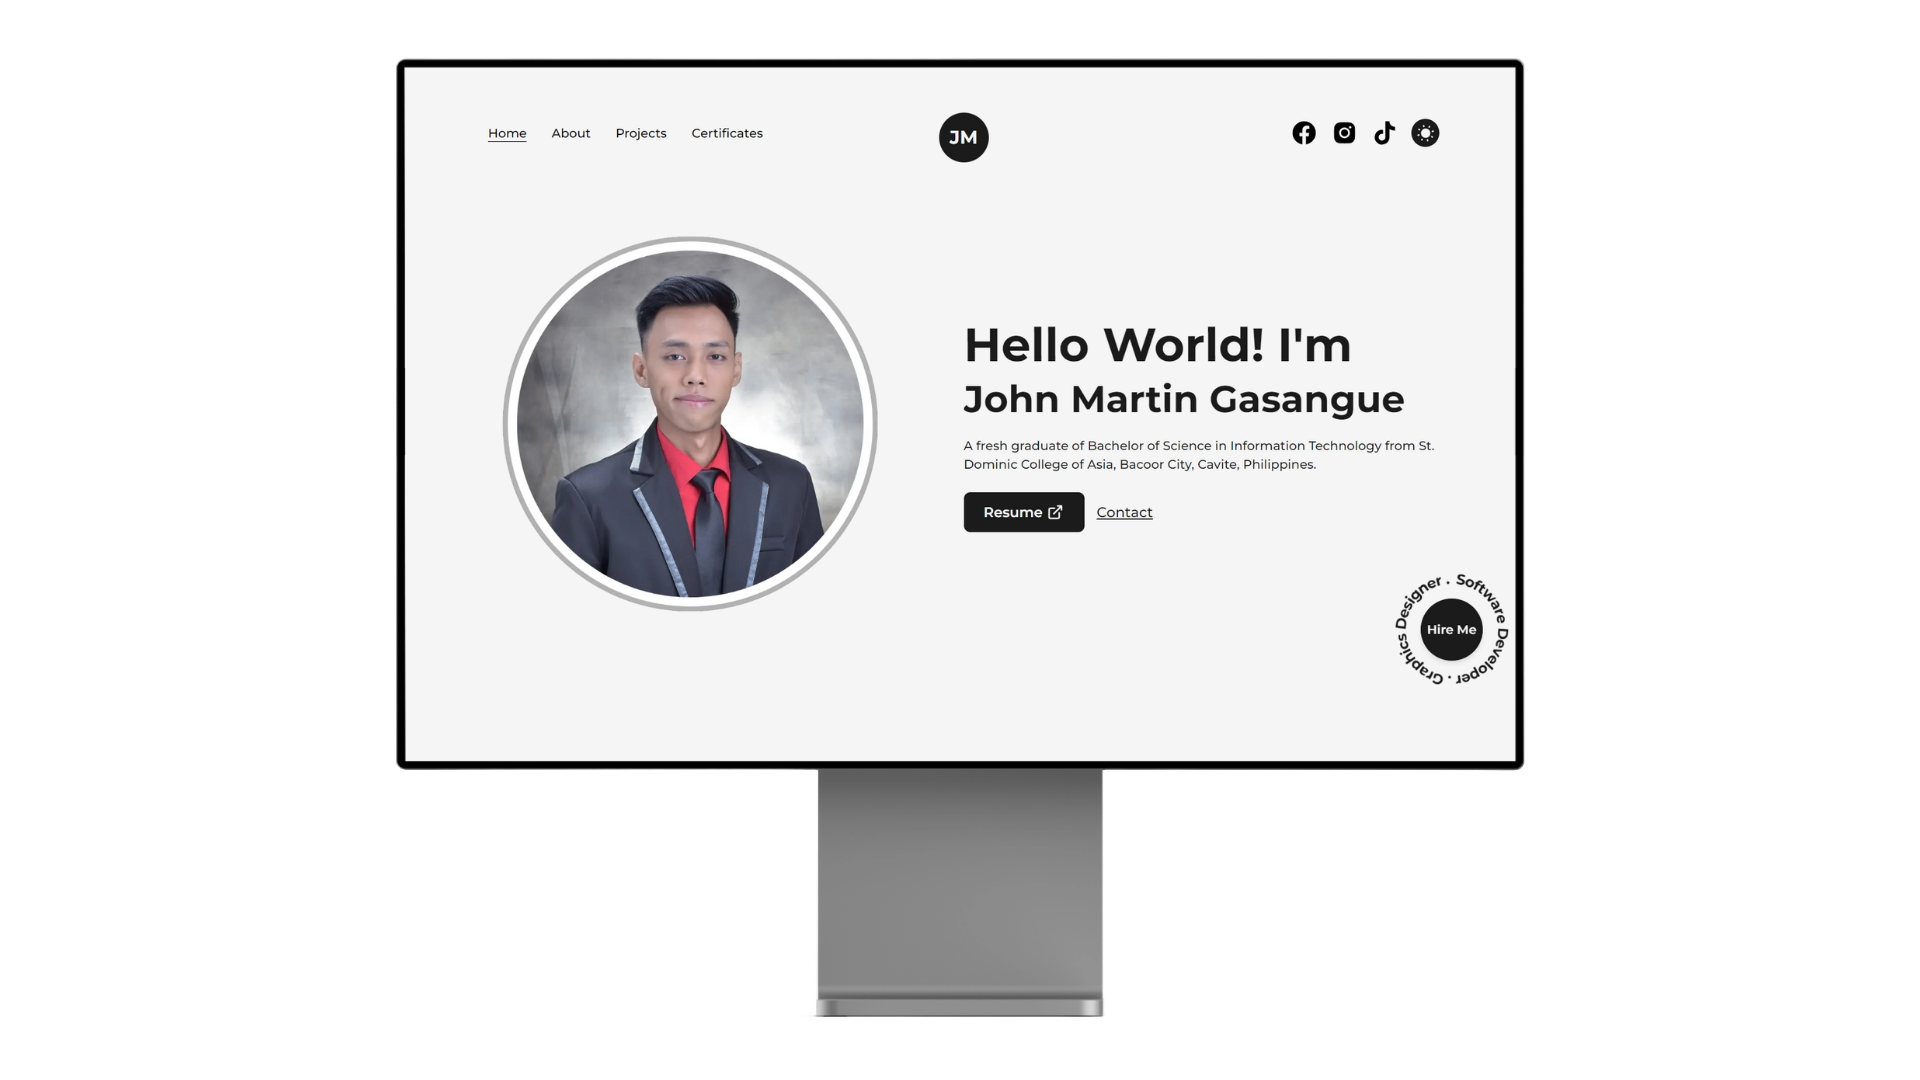 Home About Projects Certificates
JM
Hello World! I'm
John Martin Gasangue
A fresh graduate of Bachelor of Science in Information Technology from St.
Dominic College of Asia, Bacoor City, Cavite, Philippines.
Resume
Contact
Software Developer . Graphics Designer .
Hire Me